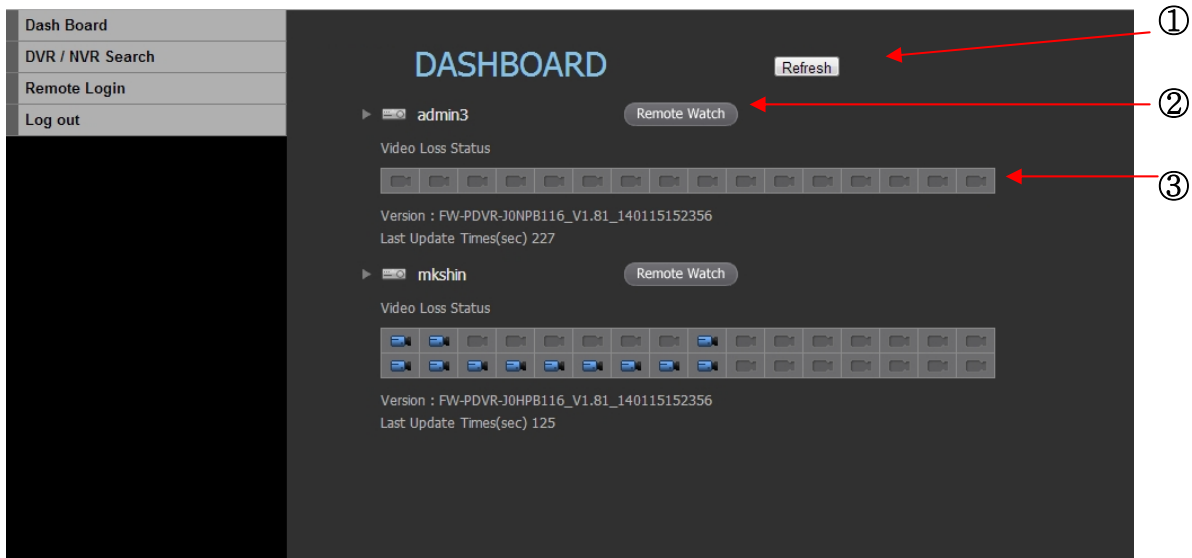 Dash Board
DVR / NVR Search
Remote Login
Log out
DASHBOARD
Refresh
①
admin3
Remote Watch
②
Video Loss Status
③
Version : FW-PDVR-J0NPB116_V1.81_140115152356
Last Update Times(sec) 227
mkshin
Remote Watch
Video Loss Status
Version : FW-PDVR-J0HPB116_V1.81_140115152356
Last Update Times(sec) 125